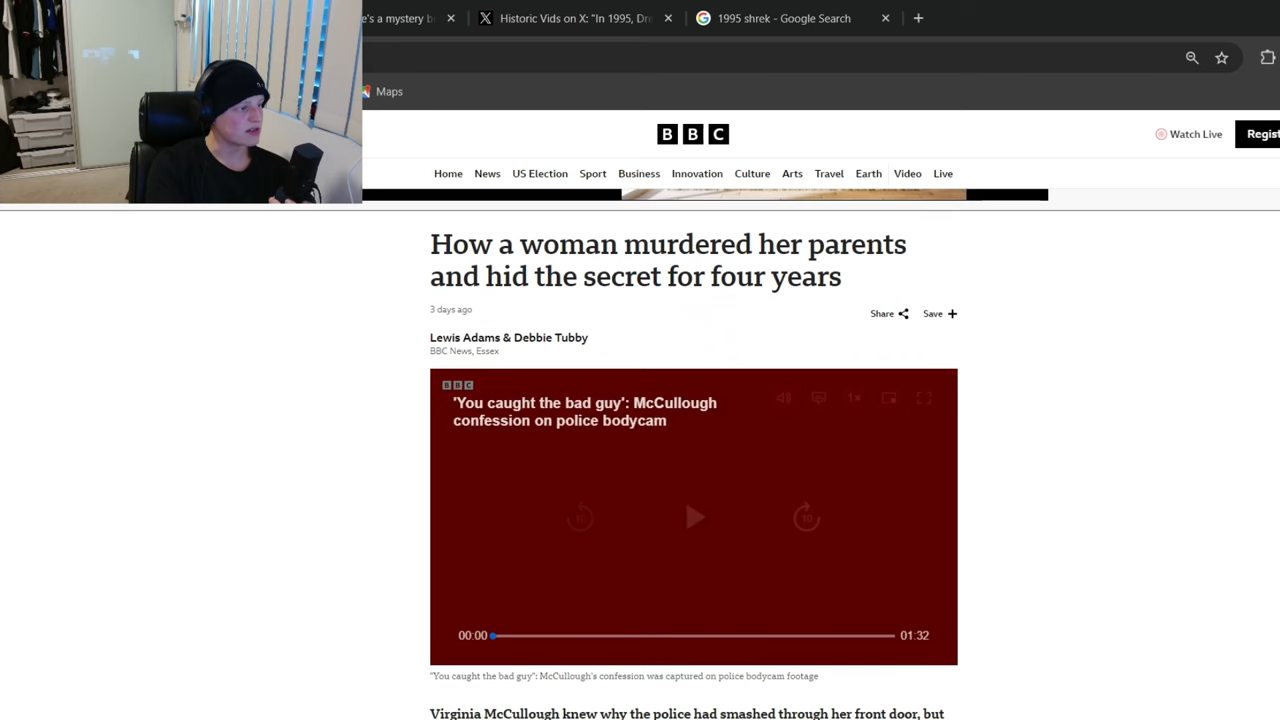 e's a mystery b
Historic Vids on X: "In 1995, Dre
1995 shrek - Google Search
Maps
BBC
Watch Live
Regist
Home News US Election Sport Business Innovation Culture Arts Travel Earth Video Live
How a woman murdered her parents
and hid the secret for four years
3 days ago
Share
Save
Lewis Adams & Debbie Tubby
BBC News, Essex
BBC
'You caught the bad guy': McCullough
confession on police bodycam
1x
10
10
00:00
01:32
"You caught the bad guy": McCullough's confession was captured on police bodycam footage
Virginia McCullough knew why the police had smashed through her front door, but